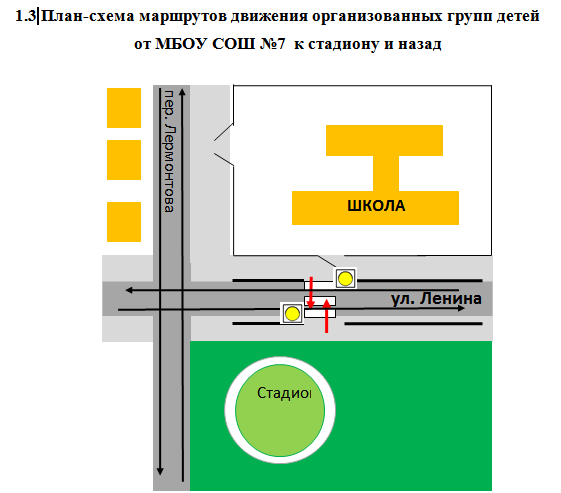 1.3 План-схема маршрутов движения организованных групп детей
от МБОУ СОШ №7 к стадиону и назад
пер. Лермонтова
ШКОЛА
ул. Ленина
Стадио